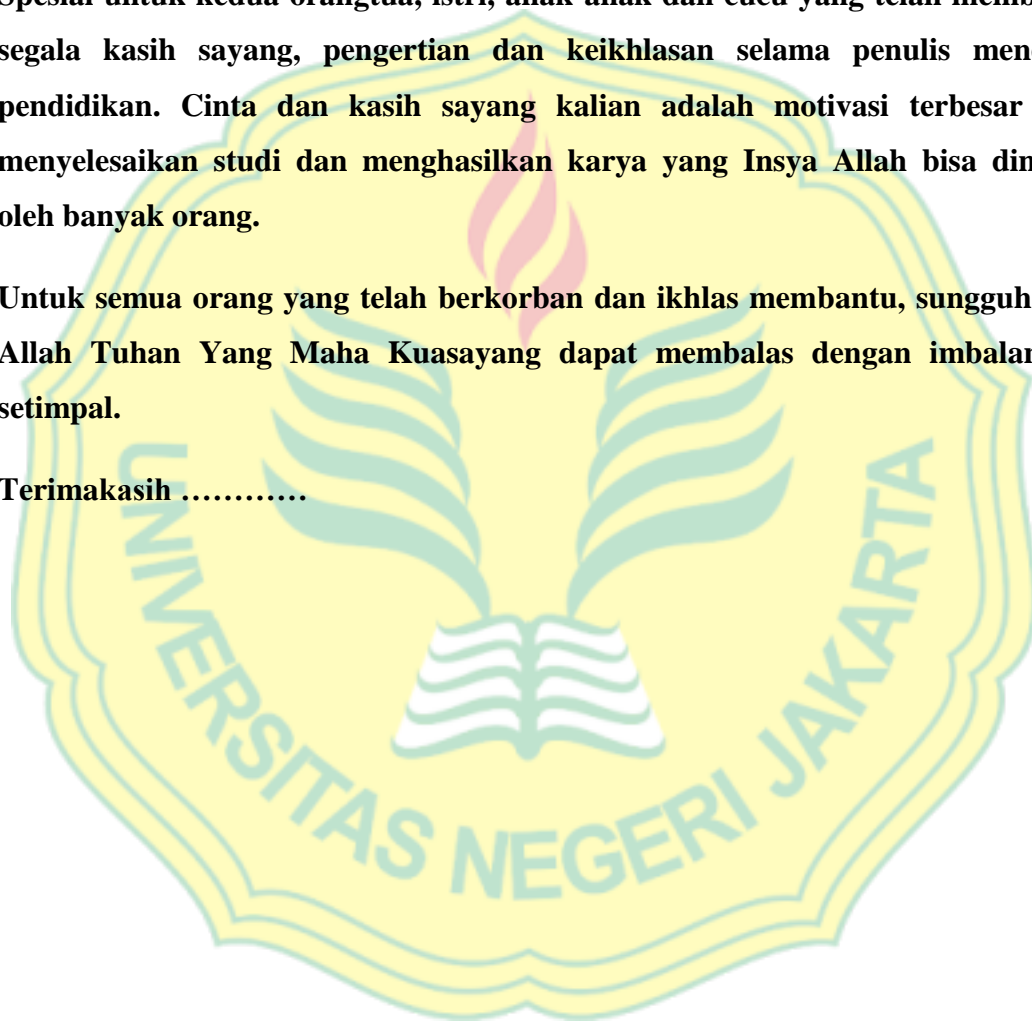 Spesial untuk kedua orangtua, istri, anak-anak dan cucu yang telah
segala kasih sayang, pengertian dan keikhlasan selama penulis
pendidikan. Cinta dan kasih sayang kalian adalah motivasi terbesar
menyelesaikan studi dan menghasilkan karya yang Insya Allah bisa
oleh banyak orang.
Untuk semua orang yang telah berkorban dan ikhlas membantu, sungguh
Allah Tuhan Yang Maha Kuasayang dapat membalas dengan imbalan
setimpal.
Terimakasih …………
UNIVERSITAS NEGERI JAKARTA